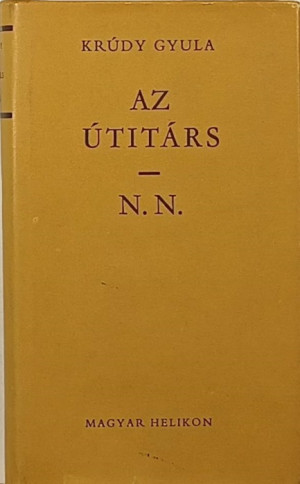 KRÚDY GYULA
AZ
ÚTITÁRS
—
N. N.
MAGYAR HELIKON